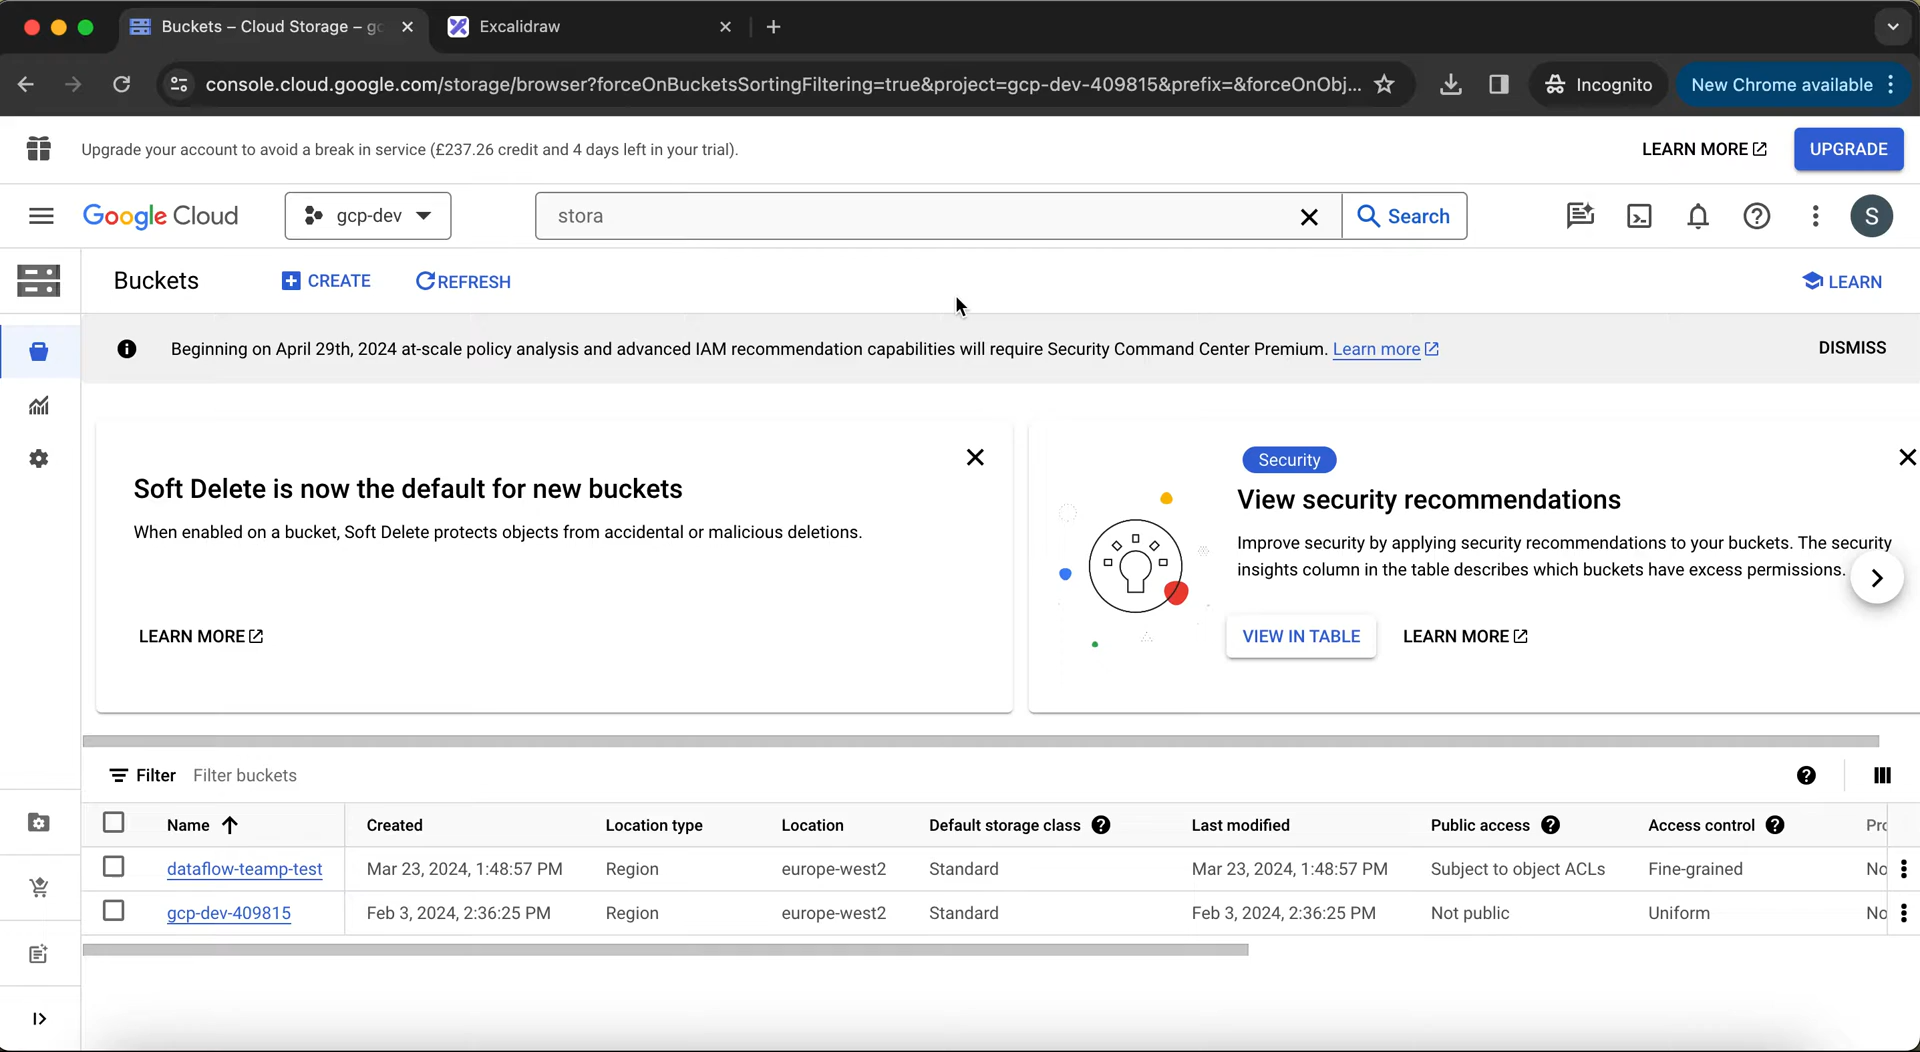 Buckets – Cloud Storage – gc
Excalidraw
console.cloud.google.com/storage/browser?forceOnBucketsSortingFiltering=true&project=gcp-dev-409815&prefix=&forceOnObj...
Incognito
New Chrome available
Upgrade your account to avoid a break in service (£237.26 credit and 4 days left in your trial).
LEARN MORE
UPGRADE
Google Cloud
gcp-dev
stora
Search
S
Buckets
CREATE
REFRESH
LEARN
Beginning on April 29th, 2024 at-scale policy analysis and advanced IAM recommendation capabilities will require Security Command Center Premium. Learn more
DISMISS
Soft Delete is now the default for new buckets
When enabled on a bucket, Soft Delete protects objects from accidental or malicious deletions.
LEARN MORE
Security
View security recommendations
Improve security by applying security recommendations to your buckets. The security
insights column in the table describes which buckets have excess permissions.
VIEW IN TABLE
LEARN MORE
Filter Filter buckets
Name Created Location type Location Default storage class Last modified Public access Access control Pro
dataflow-teamp-test Mar 23, 2024, 1:48:57 PM Region europe-west2 Standard Mar 23, 2024, 1:48:57 PM Subject to object ACLs Fine-grained No
gcp-dev-409815 Feb 3, 2024, 2:36:25 PM Region europe-west2 Standard Feb 3, 2024, 2:36:25 PM Not public Uniform No